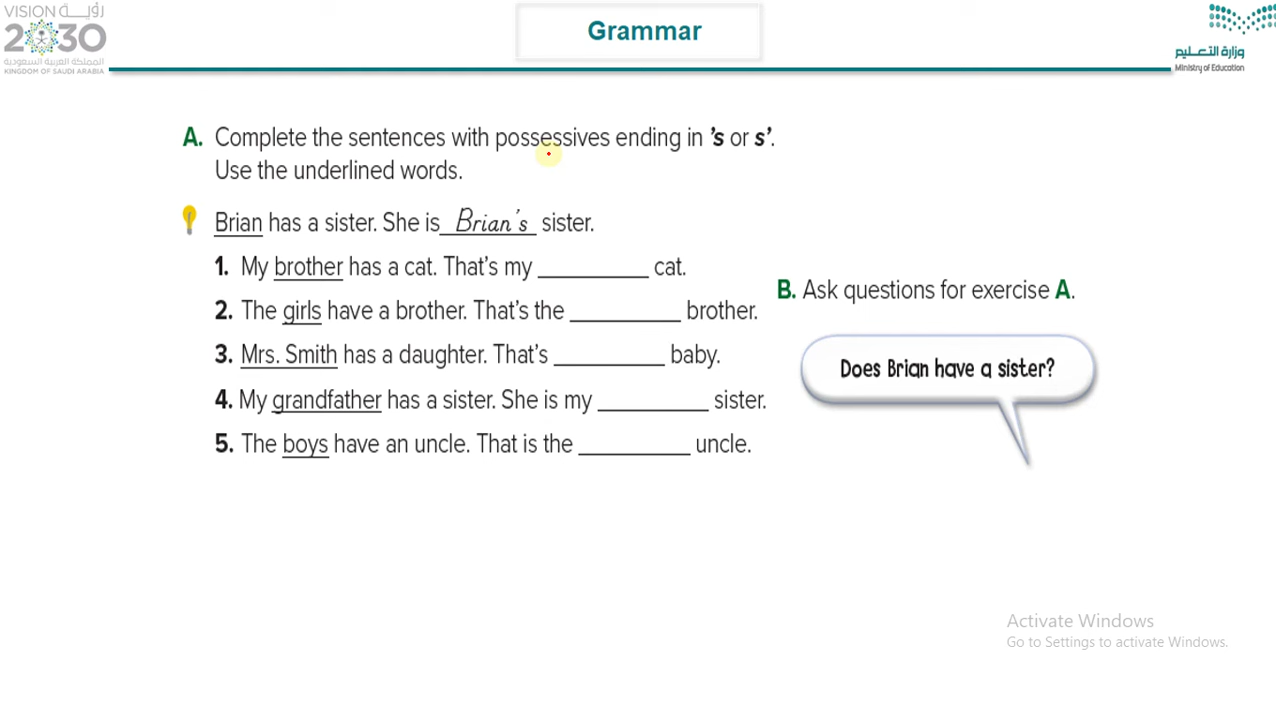 VISION رؤيـــة
2030
المملكة العربية السعودية
KINGDOM OF SAUDI ARABIA
Grammar
وزارة التعـليم
Ministry of Education
A. Complete the sentences with possessives ending in 's or s'.
Use the underlined words.
Brian has a sister. She is Brian's sister.
1. My brother has a cat. That's my __________ cat.
2. The girls have a brother. That's the __________ brother.
3. Mrs. Smith has a daughter. That's __________ baby.
4. My grandfather has a sister. She is my __________ sister.
5. The boys have an uncle. That is the __________ uncle.
B. Ask questions for exercise A.
Does Brian have a sister?
Activate Windows
Go to Settings to activate Windows.